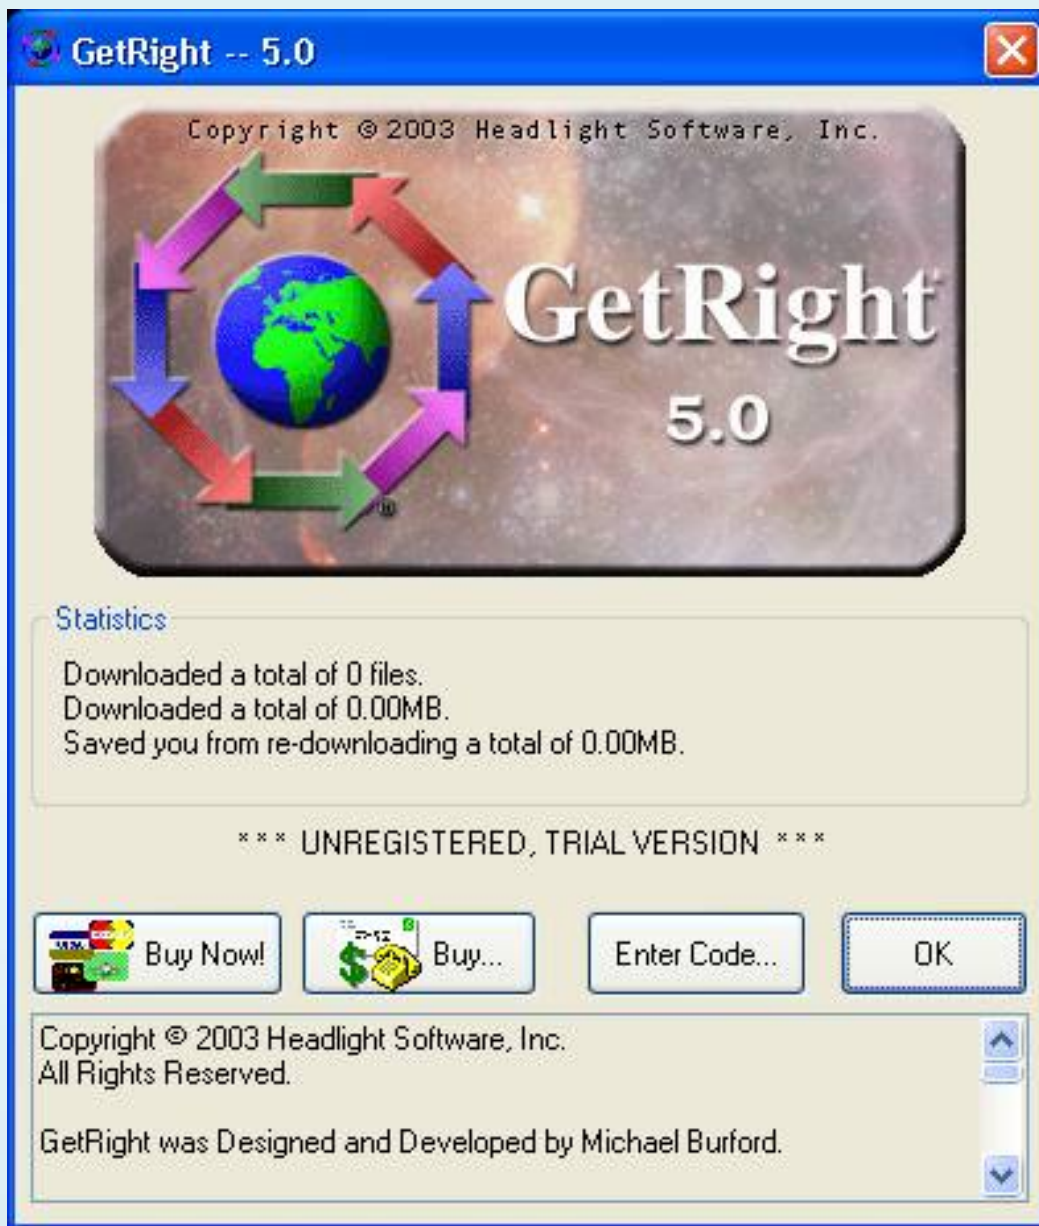 GetRight -- 5.0
Copyright © 2003 Headlight Software, Inc.
GetRight
5.0
®
Statistics
Downloaded a total of 0 files.
Downloaded a total of 0.00MB.
Saved you from re-downloading a total of 0.00MB.
*** UNREGISTERED, TRIAL VERSION ***
Buy Now!
Buy...
Enter Code...
OK
Copyright © 2003 Headlight Software, Inc.
All Rights Reserved.
GetRight was Designed and Developed by Michael Burford.